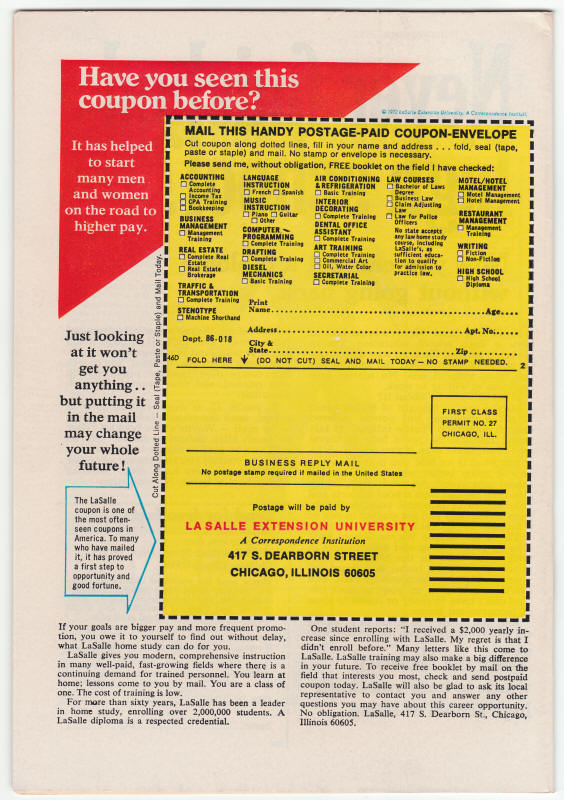 Have you seen this
coupon before?
© 1972 LaSalle Extension University, A Correspondence Institution
It has helped
to start
many men
and women
on the road to
higher pay.
MAIL THIS HANDY POSTAGE-PAID COUPON-ENVELOPE
Cut coupon along dotted lines, fill in your name and address . . . fold, seal (tape,
paste or staple) and mail. No stamp or envelope is necessary.
Please send me, without obligation, FREE booklet on the field I have checked:
ACCOUNTING
☐ Complete
Accounting
☐ Income Tax
☐ CPA Training
☐ Bookkeeping
BUSINESS
MANAGEMENT
☐ Management
Training
REAL ESTATE
☐ Complete Real
Estate
☐ Real Estate
Brokerage
TRAFFIC &
TRANSPORTATION
☐ Complete Training
STENOTYPE
☐ Machine Shorthand
LANGUAGE
INSTRUCTION
☐ French ☐ Spanish
MUSIC
INSTRUCTION
☐ Piano ☐ Guitar
☐ Other
COMPUTER
PROGRAMMING
☐ Complete Training
DRAFTING
☐ Complete Training
DIESEL
MECHANICS
☐ Basic Training
AIR CONDITIONING
& REFRIGERATION
☐ Basic Training
INTERIOR
DECORATING
☐ Complete Training
DENTAL OFFICE
ASSISTANT
☐ Complete Training
ART TRAINING
☐ Complete Training
☐ Commercial Art
☐ Oil, Water Color
SECRETARIAL
☐ Complete Training
LAW COURSES
☐ Bachelor of Laws
Degree
☐ Business Law
☐ Claim Adjusting
Law
☐ Law for Police
Officers
No state accepts
any law home study
course, including
LaSalle's, as
sufficient educa-
tion to qualify
for admission to
practice law.
MOTEL/HOTEL
MANAGEMENT
☐ Motel Management
☐ Hotel Management
RESTAURANT
MANAGEMENT
☐ Management
Training
WRITING
☐ Fiction
☐ Non-Fiction
HIGH SCHOOL
☐ High School
Diploma
Print
Name Age
Address Apt. No.
Dept. 86-018
City &
State Zip
46D FOLD HERE (DO NOT CUT) SEAL AND MAIL TODAY—NO STAMP NEEDED. 2
Cut Along Dotted Line — Seal (Tape, Paste or Staple) and Mail Today.
Just looking
at it won't
get you
anything . .
but putting it
in the mail
may change
your whole
future!
The LaSalle
coupon is one of
the most often-
seen coupons in
America. To many
who have mailed
it, it has proved
a first step to
opportunity and
good fortune.
FIRST CLASS
PERMIT NO. 27
CHICAGO, ILL.
BUSINESS REPLY MAIL
No postage stamp required if mailed in the United States
Postage will be paid by
LA SALLE EXTENSION UNIVERSITY
A Correspondence Institution
417 S. DEARBORN STREET
CHICAGO, ILLINOIS 60605
If your goals are bigger pay and more frequent promo-
tion, you owe it to yourself to find out without delay,
what LaSalle home study can do for you.
LaSalle gives you modern, comprehensive instruction
in many well-paid, fast-growing fields where there is a
continuing demand for trained personnel. You learn at
home; lessons come to you by mail. You are a class of
one. The cost of training is low.
For more than sixty years, LaSalle has been a leader
in home study, enrolling over 2,000,000 students. A
LaSalle diploma is a respected credential.
One student reports: "I received a $2,000 yearly in-
crease since enrolling with LaSalle. My regret is that I
didn't enroll before." Many letters like this come to
LaSalle. LaSalle training may also make a big difference
in your future. To receive free booklet by mail on the
field that interests you most, check and send postpaid
coupon today. LaSalle will also be glad to ask its local
representative to contact you and answer any other
questions you may have about this career opportunity.
No obligation. LaSalle, 417 S. Dearborn St., Chicago,
Illinois 60605.